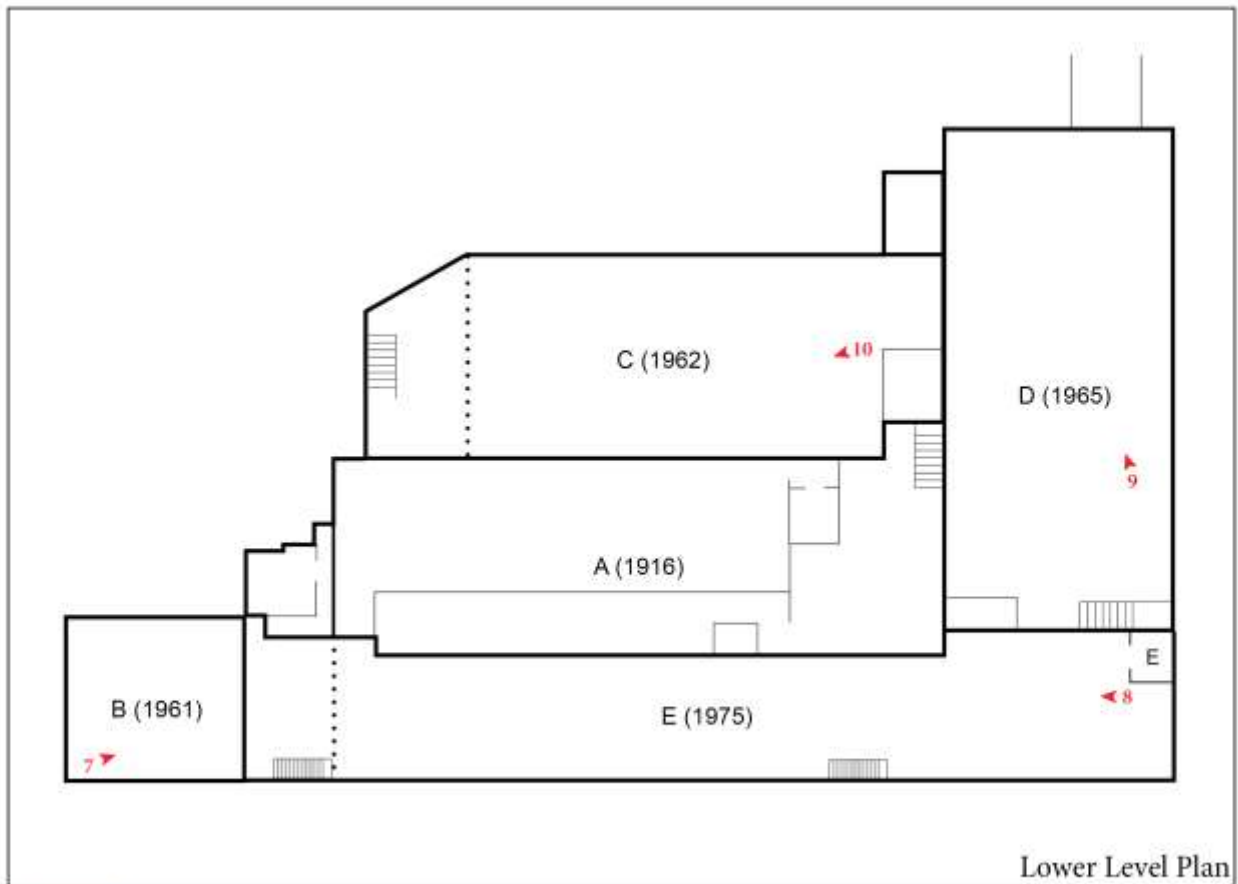 C (1962)
10
D (1965)
9
A (1916)
E
8
B (1961)
E (1975)
7
Lower Level Plan